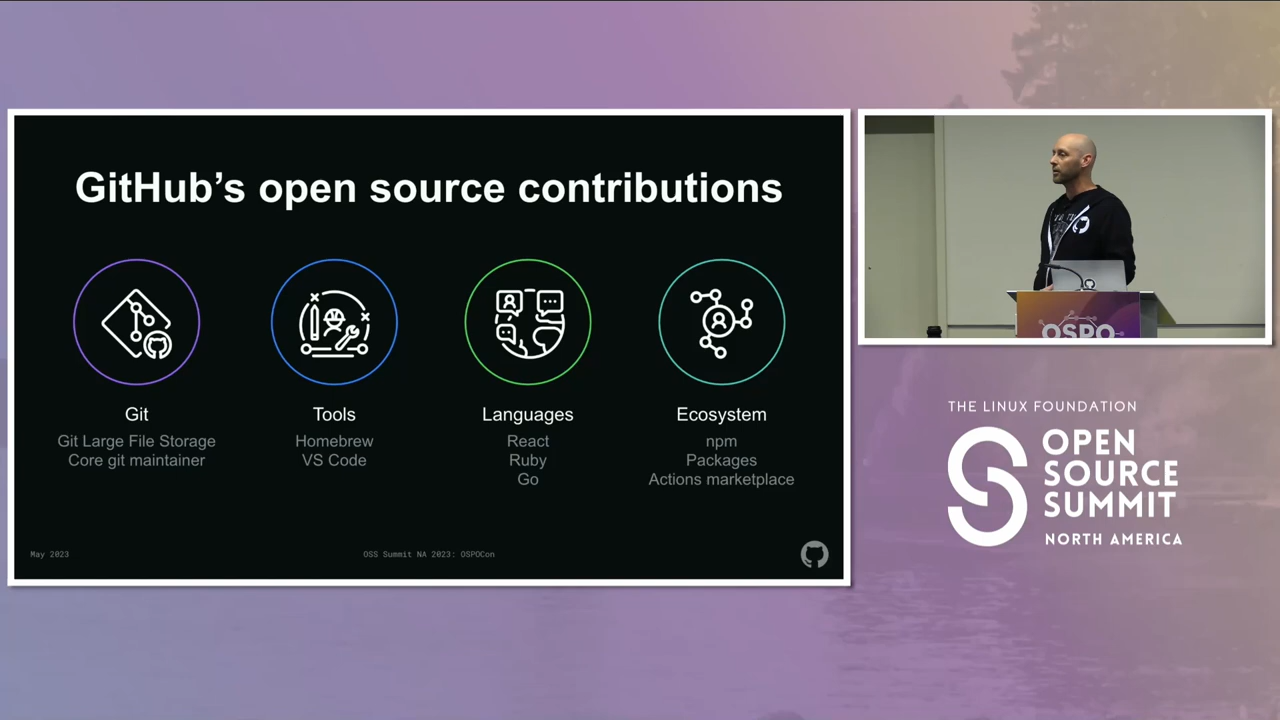 GitHub’s open source contributions
Git
Git Large File Storage
Core git maintainer
Tools
Homebrew
VS Code
Languages
React
Ruby
Go
Ecosystem
npm
Packages
Actions marketplace
May 2023
OSS Summit NA 2023: OSPOCon
OSPO
THE LINUX FOUNDATION
OPEN
SOURCE
SUMMIT
NORTH AMERICA